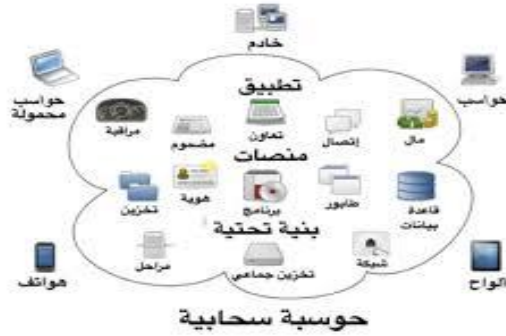 خادم
حواسب
حواسب
محمولة
تطبيق
مال
إتصال
تعاون
مضموم
مراقبة
منصات
قاعدة
بيانات
طابور
برنامج
هوية
تخزين
بنية تحتية
شبكة
تخزين جماعي
مراحل
الواح
هواتف
حوسبة سحابية